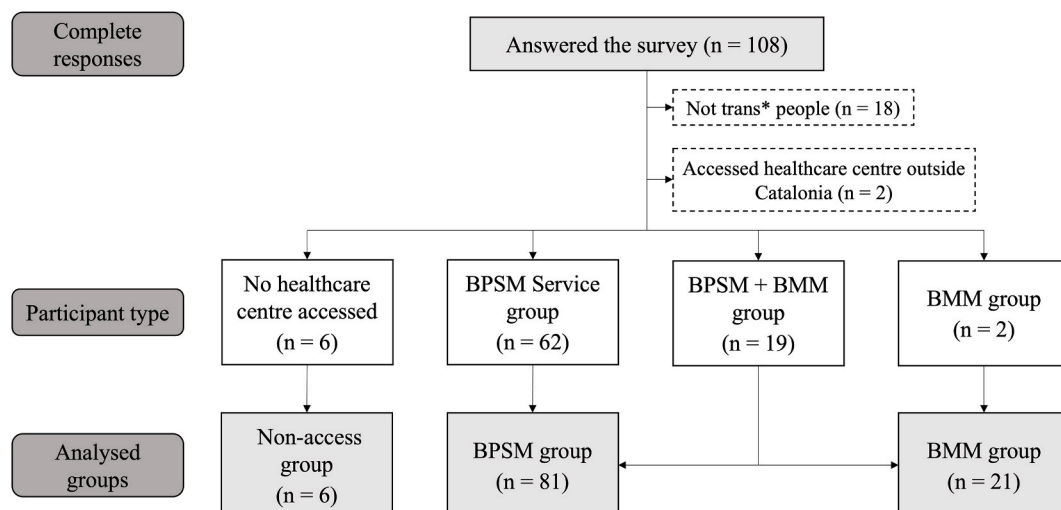 Complete
responses
Answered the survey (n = 108)
Not trans* people (n = 18)
Accessed healthcare centre outside
Catalonia (n = 2)
Participant type
No healthcare
centre accessed
(n = 6)
BPSM Service
group
(n = 62)
BPSM + BMM
group
(n = 19)
BMM group
(n = 2)
Analysed
groups
Non-access
group
(n = 6)
BPSM group
(n = 81)
BMM group
(n = 21)